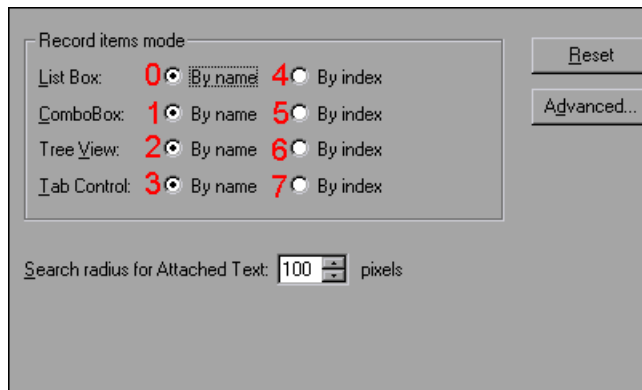 Record items mode
List Box: 0 By name 4 By index
ComboBox: 1 By name 5 By index
Tree View: 2 By name 6 By index
Tab Control: 3 By name 7 By index
Reset
Advanced...
Search radius for Attached Text: 100 pixels